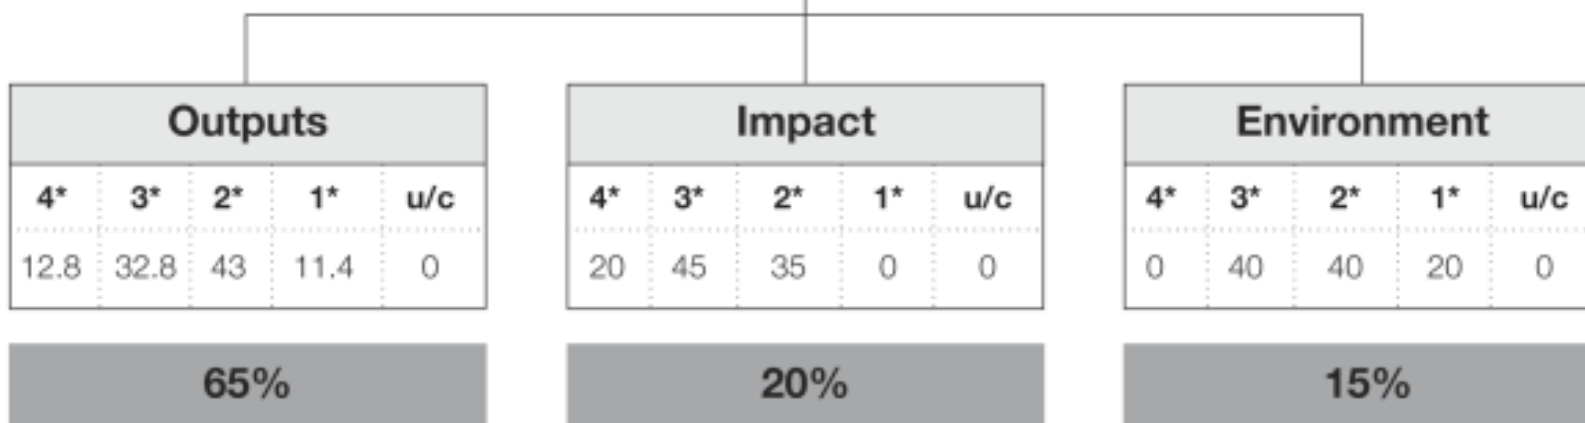 Outputs
4* 3* 2* 1* u/c
12.8 32.8 43 11.4 0
65%
Impact
4* 3* 2* 1* u/c
20 45 35 0 0
20%
Environment
4* 3* 2* 1* u/c
0 40 40 20 0
15%